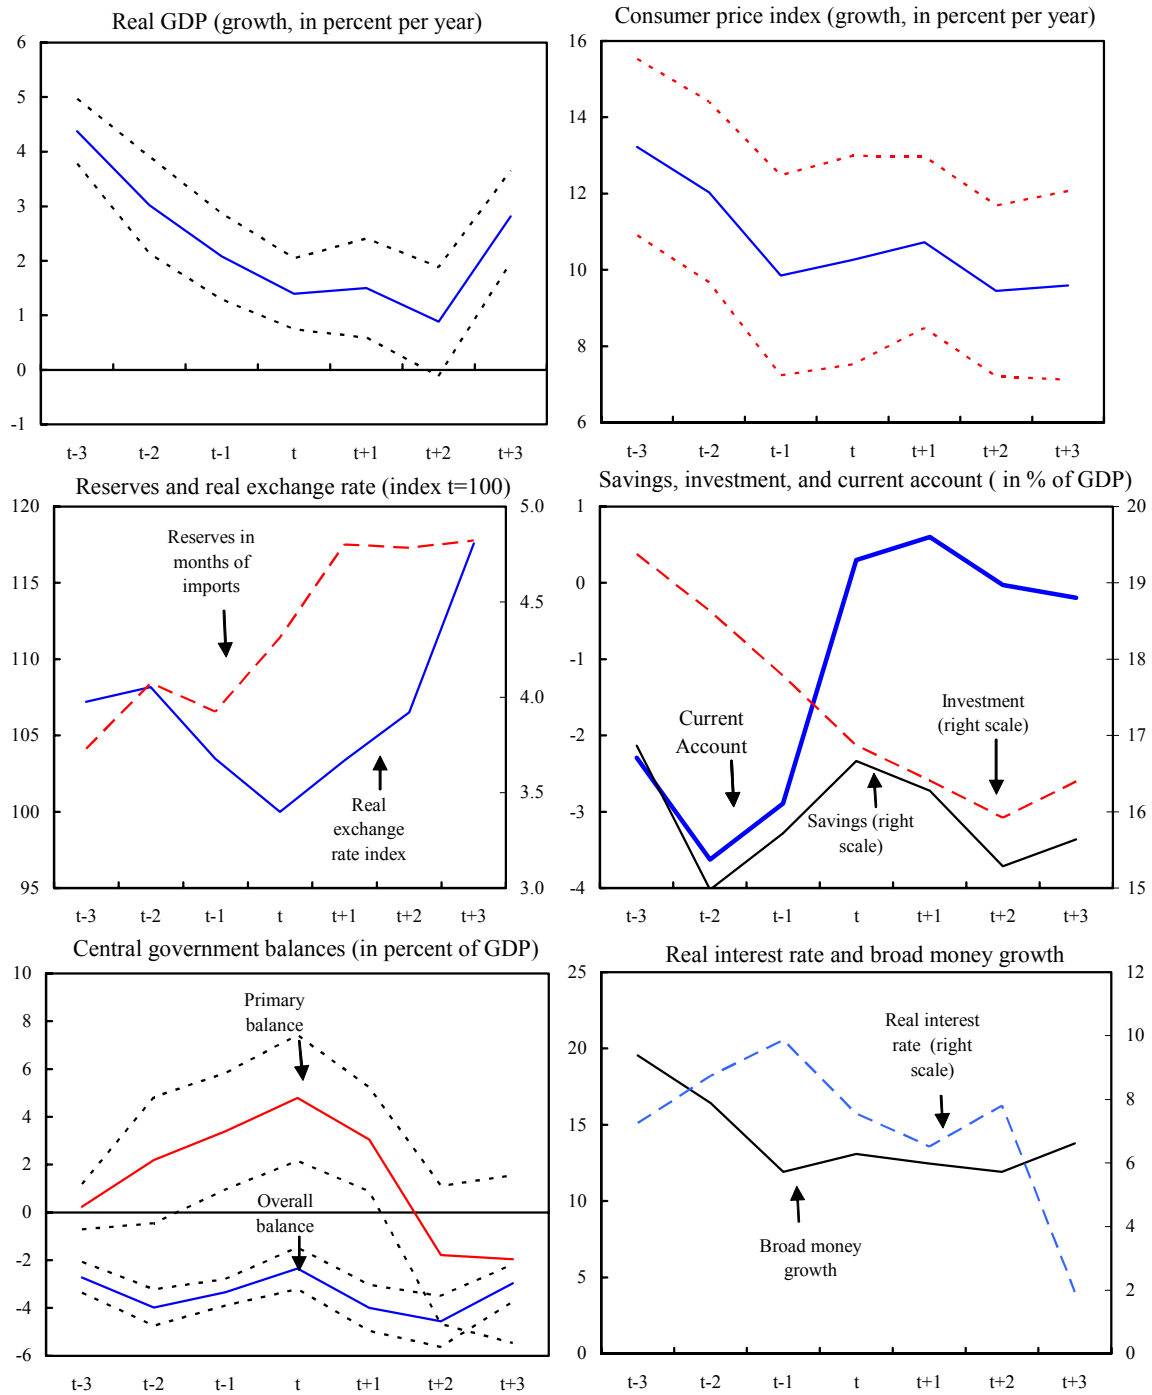 Real GDP (growth, in percent per year)
6
5
4
3
2
1
0
-1
t-3 t-2 t-1 t t+1 t+2 t+3
Consumer price index (growth, in percent per year)
16
14
12
10
8
6
t-3 t-2 t-1 t t+1 t+2 t+3
Reserves and real exchange rate (index t=100)
120
115
110
105
100
95
5.0
4.5
4.0
3.5
3.0
Reserves in
months of
imports
Real
exchange
rate index
t-3 t-2 t-1 t t+1 t+2 t+3
Savings, investment, and current account ( in % of GDP)
1
0
-1
-2
-3
-4
20
19
18
17
16
15
Current
Account
Investment
(right scale)
Savings (right
scale)
t-3 t-2 t-1 t t+1 t+2 t+3
Central government balances (in percent of GDP)
10
8
6
4
2
0
-2
-4
-6
Primary
balance
Overall
balance
t-3 t-2 t-1 t t+1 t+2 t+3
Real interest rate and broad money growth
25
20
15
10
5
0
12
10
8
6
4
2
0
Real interest
rate (right
scale)
Broad money
growth
t-3 t-2 t-1 t t+1 t+2 t+3